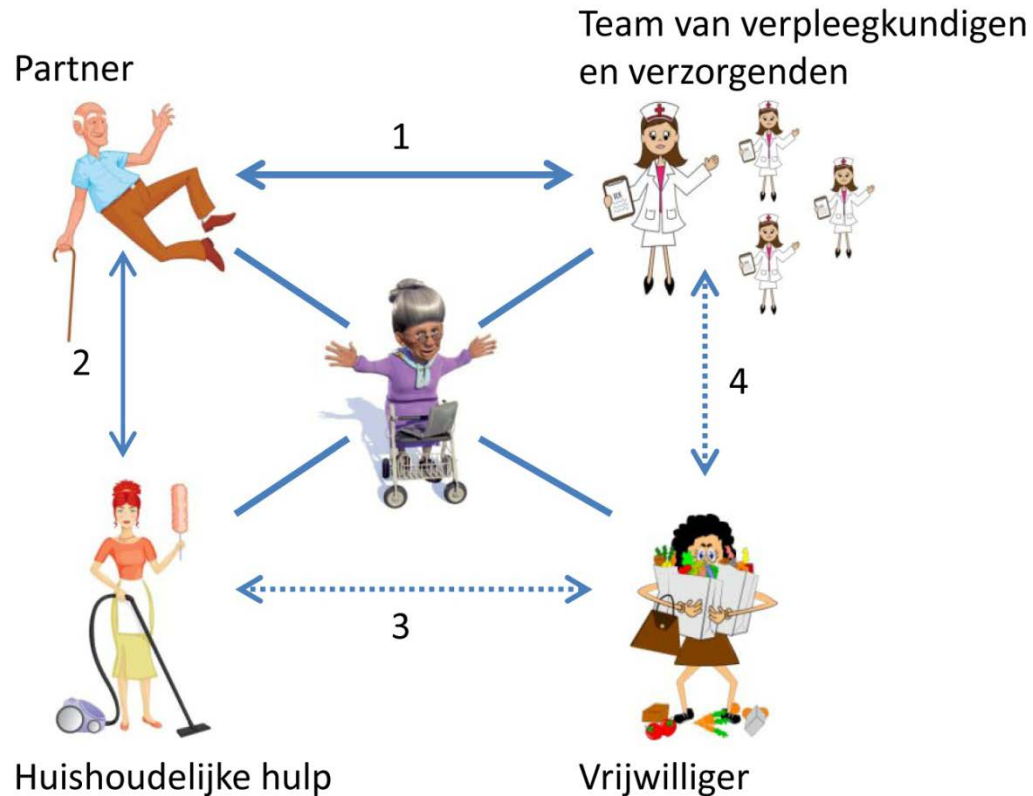 Team van verpleegkundigen
en verzorgenden
Partner
1
2
4
3
Huishoudelijke hulp
Vrijwilliger